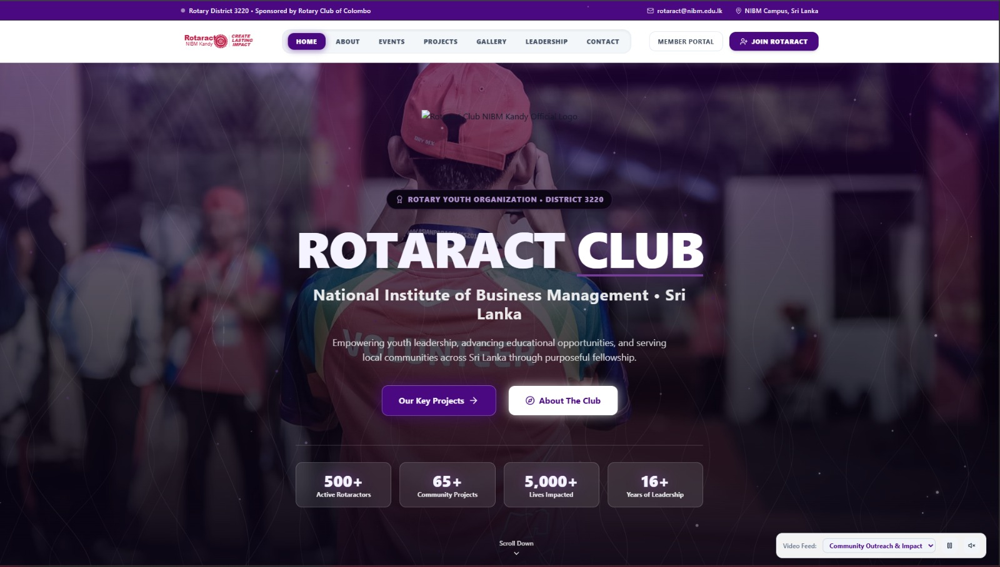 Rotary District 3220 • Sponsored by Rotary Club of Colombo
rotaract@nibm.edu.lk
NIBM Campus, Sri Lanka
Rotaract
NIBM Kandy
CREATE
LASTING
IMPACT
HOME
ABOUT
EVENTS
PROJECTS
GALLERY
LEADERSHIP
CONTACT
MEMBER PORTAL
JOIN ROTARACT
Rotaract Club NIBM Kandy Official Logo
DRY MX
ROTARY YOUTH ORGANIZATION • DISTRICT 3220
ROTARACT CLUB
National Institute of Business Management • Sri
Lanka
Empowering youth leadership, advancing educational opportunities, and serving
local communities across Sri Lanka through purposeful fellowship.
VOLUNTEER
Our Key Projects
About The Club
500+
Active Rotaractors
65+
Community Projects
5,000+
Lives Impacted
16+
Years of Leadership
Scroll Down
Video Feed:
Community Outreach & Impact